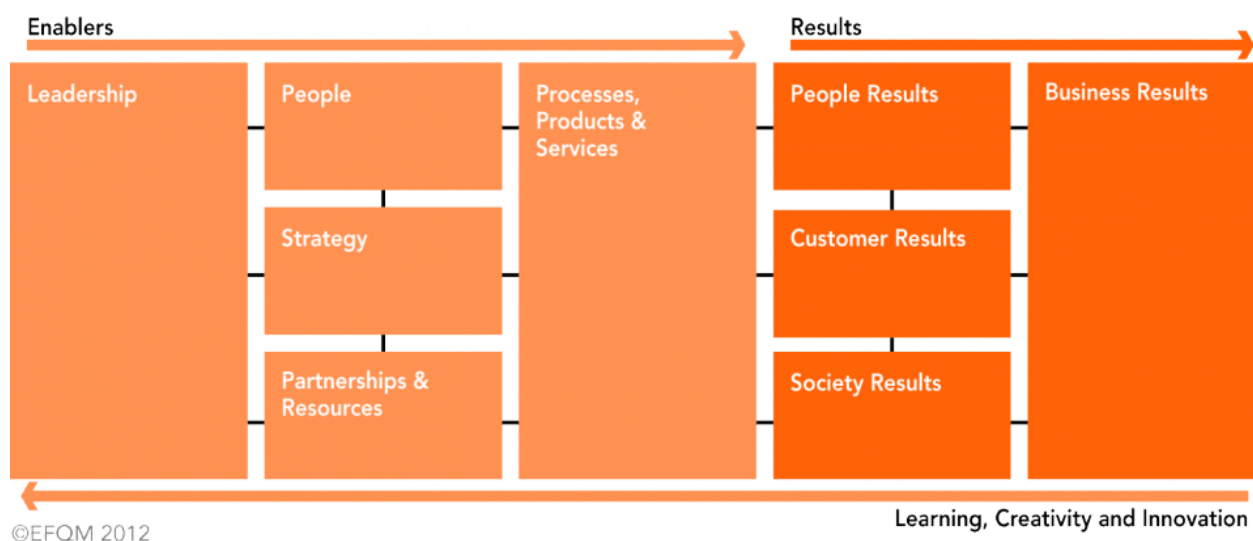 Enablers
Results
Leadership
People
Processes,
Products &
Services
People Results
Business Results
Strategy
Customer Results
Partnerships &
Resources
Society Results
Learning, Creativity and Innovation
©EFQM 2012